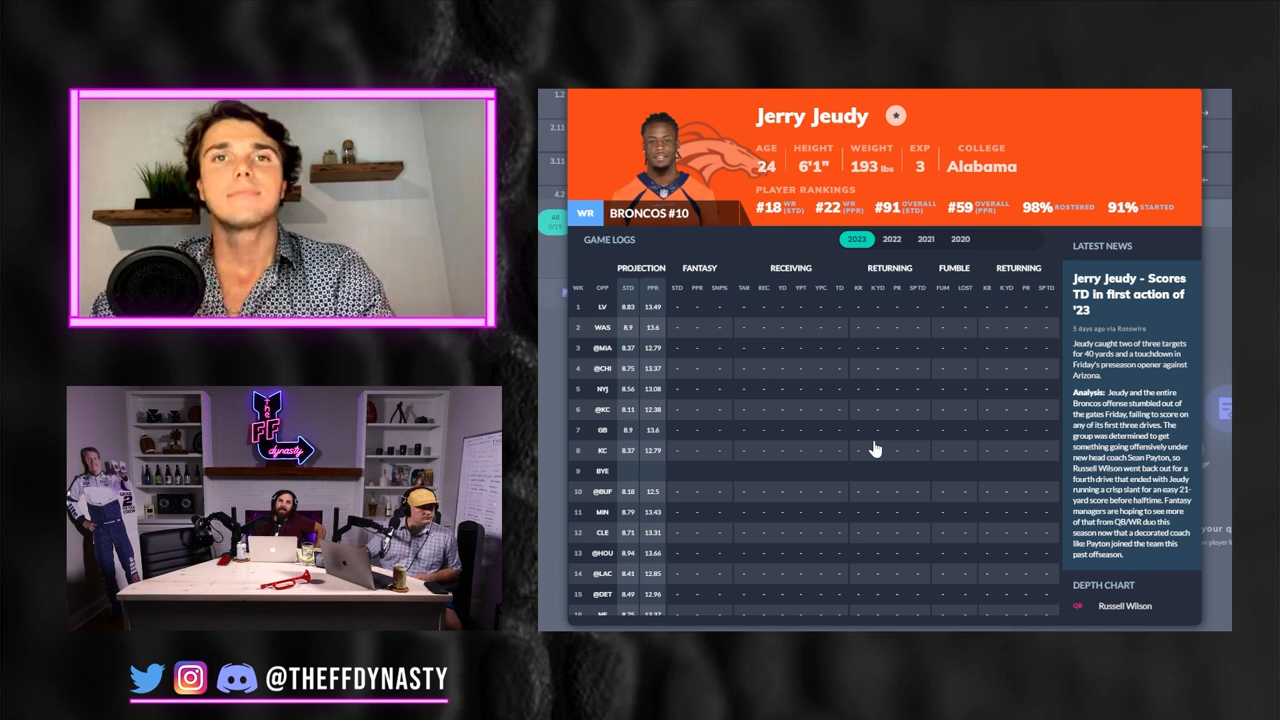 the
FF
dynasty
@THEFFDYNASTY
1.2
2.11
3.11
4.2
All
0/15
Jerry Jeudy
AGE HEIGHT WEIGHT EXP COLLEGE
24 6'1" 193 lbs 3 Alabama
PLAYER RANKINGS
#18 WR (STD) #22 WR (PPR) #91 OVERALL (STD) #59 OVERALL (PPR) 98% ROSTERED 91% STARTED
WR BRONCOS #10
GAME LOGS 2023 2022 2021 2020
PROJECTION FANTASY RECEIVING RETURNING FUMBLE RETURNING
WK OPP STD PPR STD PPR SNP% TAR REC YD YPT YPC TD KR KYD PR SPTD FUM LOST KR KYD PR SPTD
1 LV 8.83 13.49 - - - - - - - - - - - - - - - - - - -
2 WAS 8.9 13.6 - - - - - - - - - - - - - - - - - - -
3 @MIA 8.37 12.79 - - - - - - - - - - - - - - - - - - -
4 @CHI 8.75 13.37 - - - - - - - - - - - - - - - - - - -
5 NYJ 8.56 13.08 - - - - - - - - - - - - - - - - - - -
6 @KC 8.11 12.38 - - - - - - - - - - - - - - - - - - -
7 GB 8.9 13.6 - - - - - - - - - - - - - - - - - - -
8 KC 8.37 12.79 - - - - - - - - - - - - - - - - - - -
9 BYE
10 @BUF 8.18 12.5 - - - - - - - - - - - - - - - - - - -
11 MIN 8.79 13.43 - - - - - - - - - - - - - - - - - - -
12 CLE 8.71 13.31 - - - - - - - - - - - - - - - - - - -
13 @HOU 8.94 13.66 - - - - - - - - - - - - - - - - - - -
14 @LAC 8.41 12.85 - - - - - - - - - - - - - - - - - - -
15 @DET 8.49 12.96 - - - - - - - - - - - - - - - - - - -
LATEST NEWS
Jerry Jeudy - Scores
TD in first action of
'23
5 days ago via Rotowire
Jeudy caught two of three targets
for 40 yards and a touchdown in
Friday's preseason opener against
Arizona.
Analysis: Jeudy and the entire
Broncos offense stumbled out of
the gates Friday, failing to score on
any of its first three drives. The
group was determined to get
something going offensively under
new head coach Sean Payton, so
Russell Wilson went back out for a
fourth drive that ended with Jeudy
running a crisp slant for an easy 21-
yard score before halftime. Fantasy
managers are hoping to see more
of that from QB/WR duo this
season now that a decorated coach
like Payton joined the team this
past offseason.
DEPTH CHART
QB Russell Wilson
your q
m player li